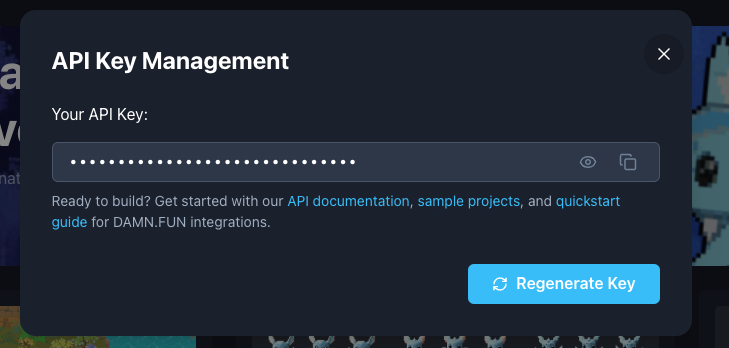 API Key Management
Your API Key:
••••••••••••••••••••••••••••••
Ready to build? Get started with our API documentation, sample projects, and quickstart
guide for DAMN.FUN integrations.
Regenerate Key